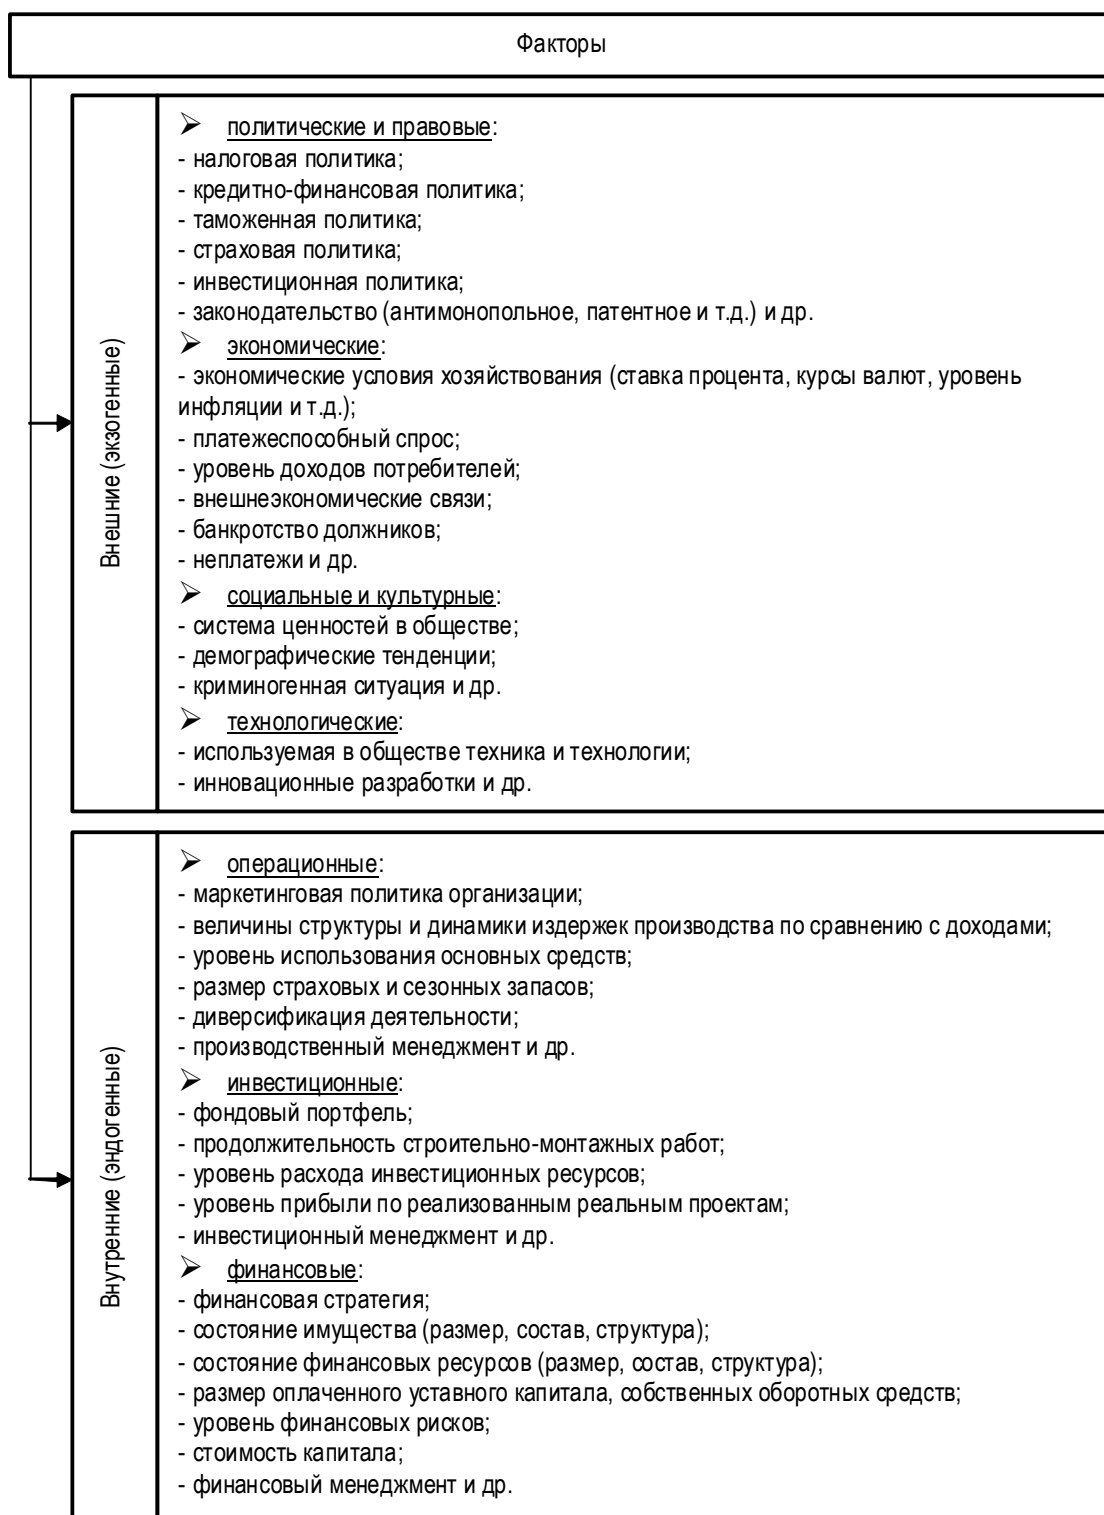 Факторы
Внешние (экзогенные)
➢ политические и правовые:
- налоговая политика;
- кредитно-финансовая политика;
- таможенная политика;
- страховая политика;
- инвестиционная политика;
- законодательство (антимонопольное, патентное и т.д.) и др.
➢ экономические:
- экономические условия хозяйствования (ставка процента, курсы валют, уровень
инфляции и т.д.);
- платежеспособный спрос;
- уровень доходов потребителей;
- внешнеэкономические связи;
- банкротство должников;
- неплатежи и др.
➢ социальные и культурные:
- система ценностей в обществе;
- демографические тенденции;
- криминогенная ситуация и др.
➢ технологические:
- используемая в обществе техника и технологии;
- инновационные разработки и др.
Внутренние (эндогенные)
➢ операционные:
- маркетинговая политика организации;
- величины структуры и динамики издержек производства по сравнению с доходами;
- уровень использования основных средств;
- размер страховых и сезонных запасов;
- диверсификация деятельности;
- производственный менеджмент и др.
➢ инвестиционные:
- фондовый портфель;
- продолжительность строительно-монтажных работ;
- уровень расхода инвестиционных ресурсов;
- уровень прибыли по реализованным реальным проектам;
- инвестиционный менеджмент и др.
➢ финансовые:
- финансовая стратегия;
- состояние имущества (размер, состав, структура);
- состояние финансовых ресурсов (размер, состав, структура);
- размер оплаченного уставного капитала, собственных оборотных средств;
- уровень финансовых рисков;
- стоимость капитала;
- финансовый менеджмент и др.